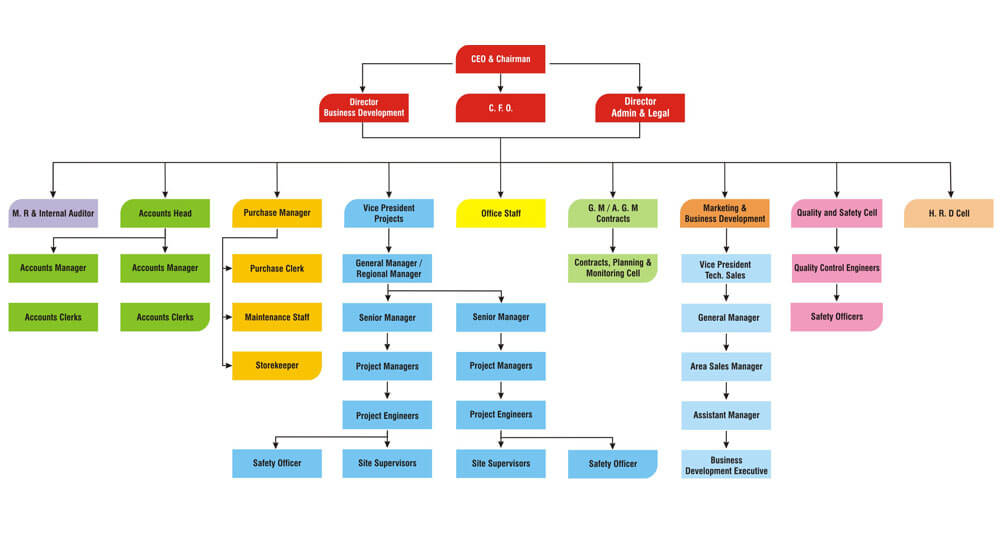 CEO & Chairman
Director
Business Development
C. F. O.
Director
Admin & Legal
M. R & Internal Auditor
Accounts Head
Purchase Manager
Vice President
Projects
Office Staff
G. M / A. G. M
Contracts
Marketing &
Business Development
Quality and Safety Cell
H. R. D Cell
Accounts Manager
Accounts Manager
Purchase Clerk
General Manager /
Regional Manager
Contracts, Planning &
Monitoring Cell
Vice President
Tech. Sales
Quality Control Engineers
Accounts Clerks
Accounts Clerks
Maintenance Staff
Senior Manager
Senior Manager
General Manager
Safety Officers
Storekeeper
Project Managers
Project Managers
Area Sales Manager
Project Engineers
Project Engineers
Assistant Manager
Safety Officer
Site Supervisors
Site Supervisors
Safety Officer
Business
Development Executive